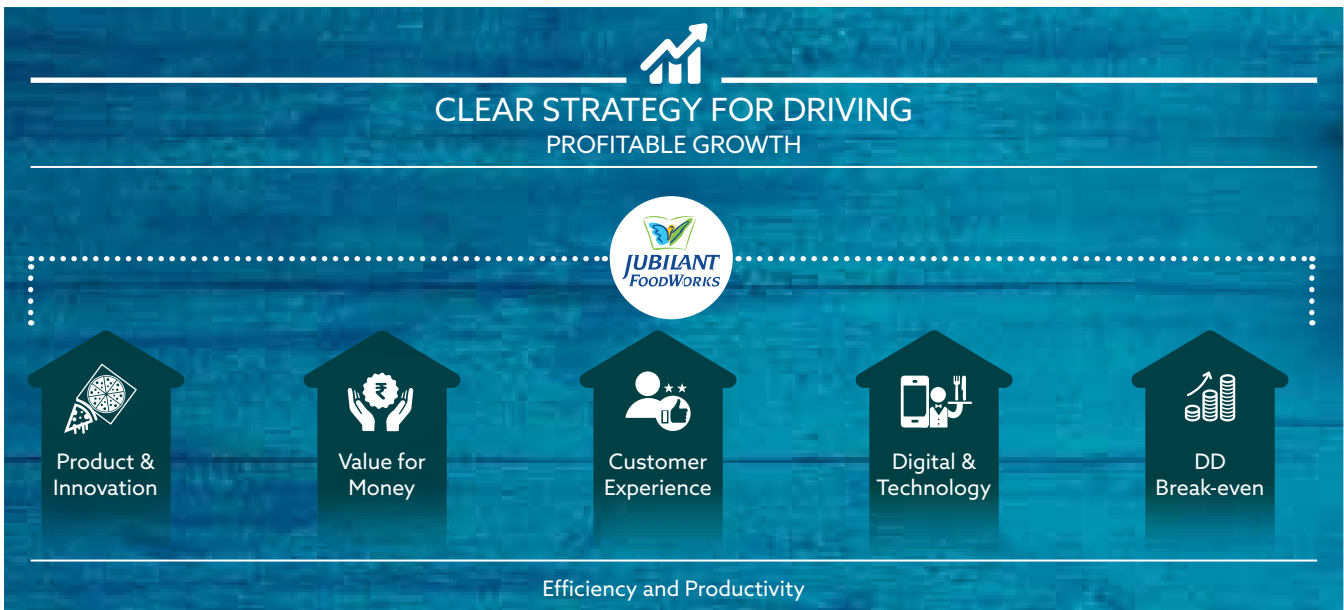 CLEAR STRATEGY FOR DRIVING
PROFITABLE GROWTH
JUBILANT
FOODWORKS
Product &
Innovation
₹
Value for
Money
Customer
Experience
Digital &
Technology
DD
Break-even
Efficiency and Productivity